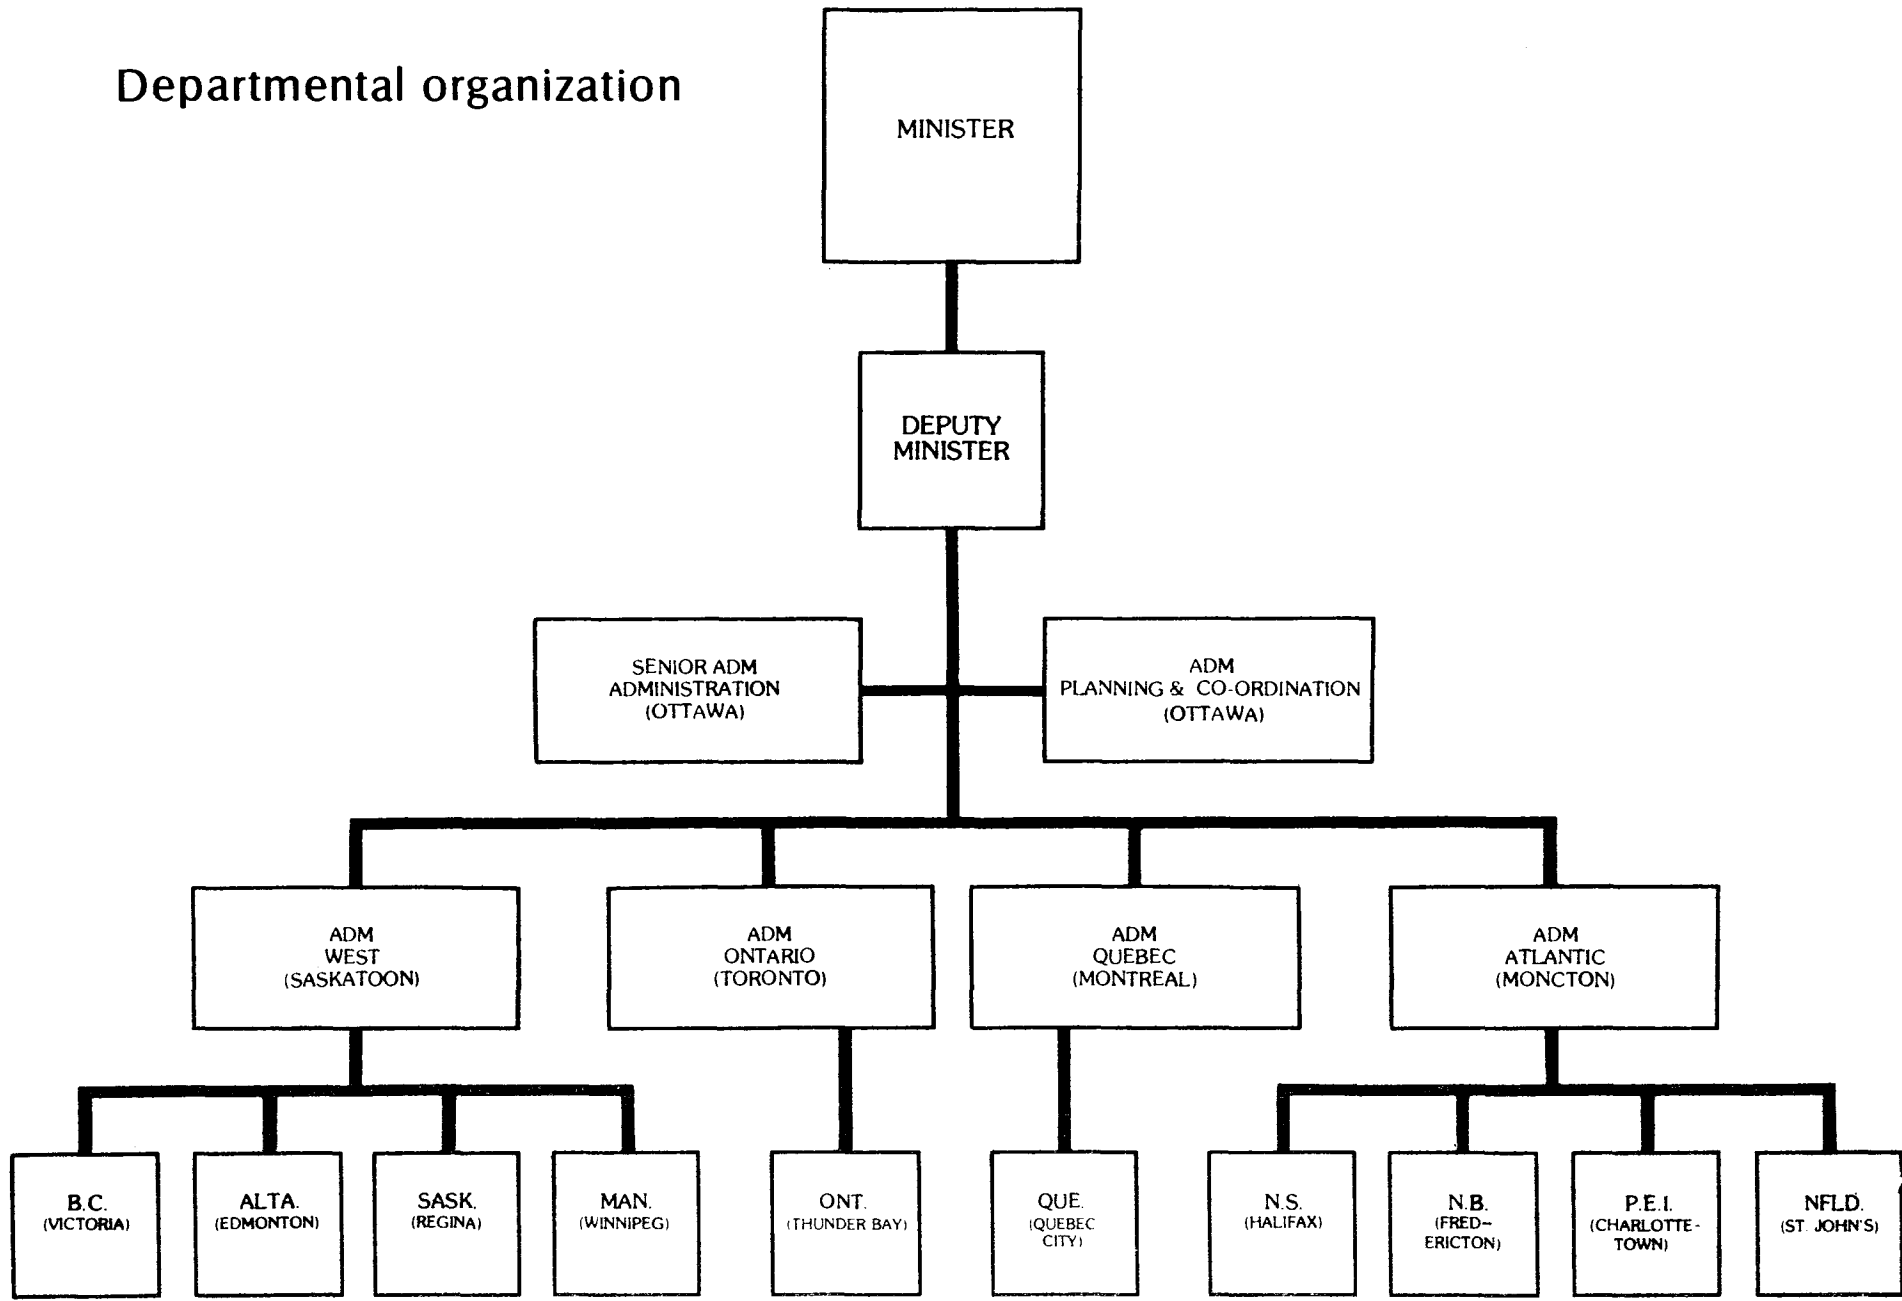 Departmental organization
MINISTER
DEPUTY
MINISTER
SENIOR ADM
ADMINISTRATION
(OTTAWA)
ADM
PLANNING & CO-ORDINATION
(OTTAWA)
ADM
WEST
(SASKATOON)
ADM
ONTARIO
(TORONTO)
ADM
QUEBEC
(MONTREAL)
ADM
ATLANTIC
(MONCTON)
B.C.
(VICTORIA)
ALTA.
(EDMONTON)
SASK.
(REGINA)
MAN.
(WINNIPEG)
ONT.
(THUNDER BAY)
QUE.
(QUEBEC
CITY)
N.S.
(HALIFAX)
N.B.
(FRED-
ERICTON)
P.E.I.
(CHARLOTTE-
TOWN)
NFLD.
(ST. JOHN'S)